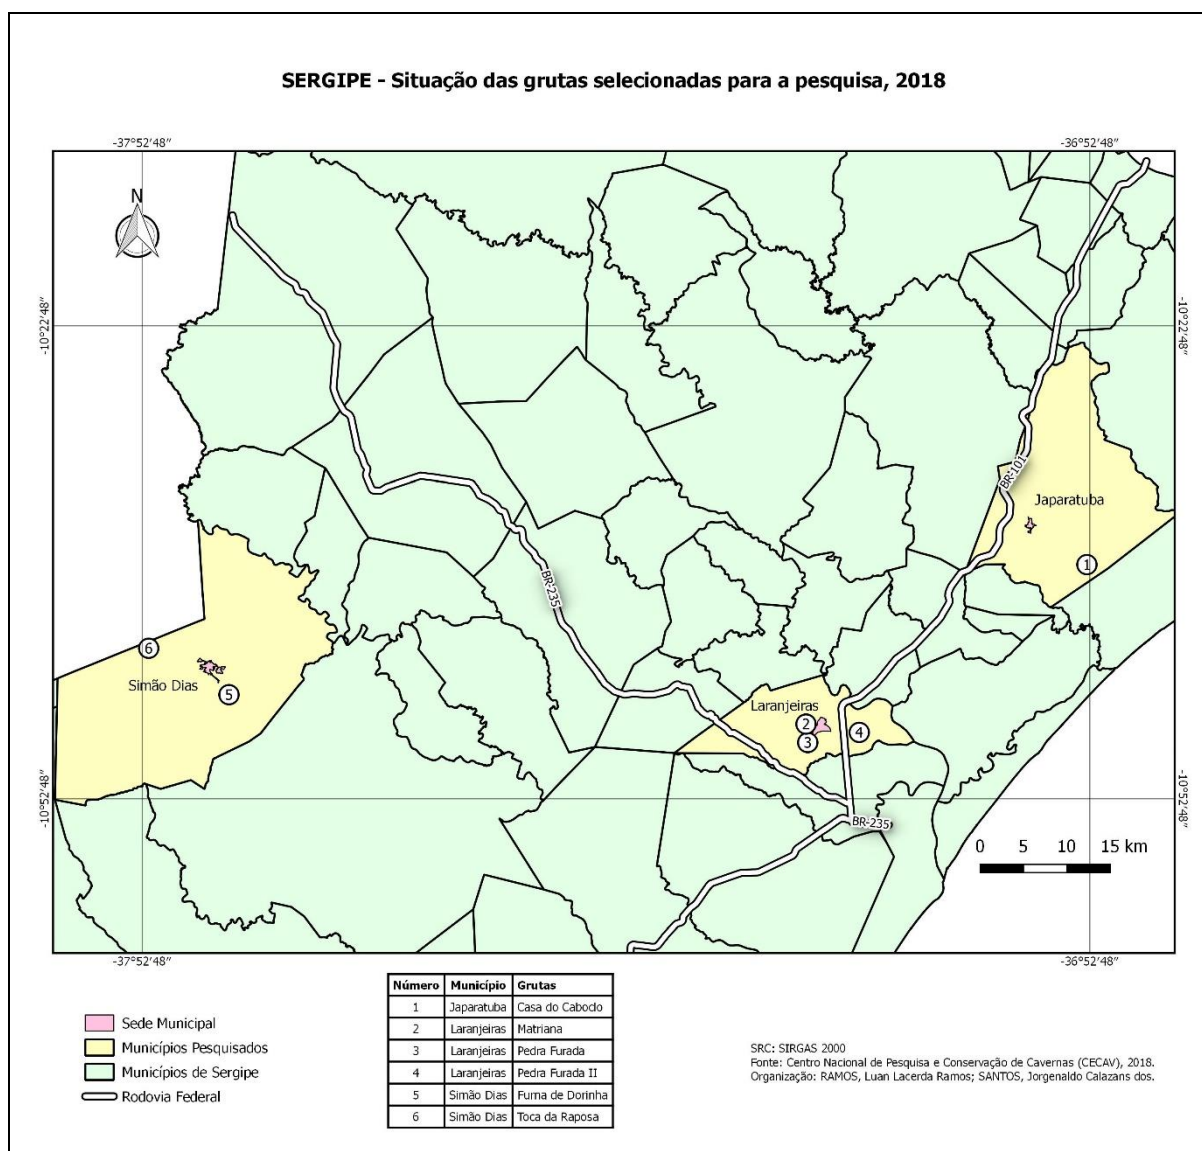 SERGIPE - Situação das grutas selecionadas para a pesquisa, 2018
-37°52'48" -36°52'48"
N
-10°22'48" -10°22'48"
BR-101
Japaratuba
1
BR-235
6
Simão Dias
5
Laranjeiras
2
3
4
-10°52'48" -10°52'48"
BR-235
0 5 10 15 km
-37°52'48" -36°52'48"
Número Município Grutas
1 Japaratuba Casa do Caboclo
2 Laranjeiras Matriana
3 Laranjeiras Pedra Furada
4 Laranjeiras Pedra Furada II
5 Simão Dias Furna de Dorinha
6 Simão Dias Toca da Raposa
Sede Municipal
Municípios Pesquisados
Municípios de Sergipe
Rodovia Federal
SRC: SIRGAS 2000
Fonte: Centro Nacional de Pesquisa e Conservação de Cavernas (CECAV), 2018.
Organização: RAMOS, Luan Lacerda Ramos; SANTOS, Jorgenaldo Calazans dos.